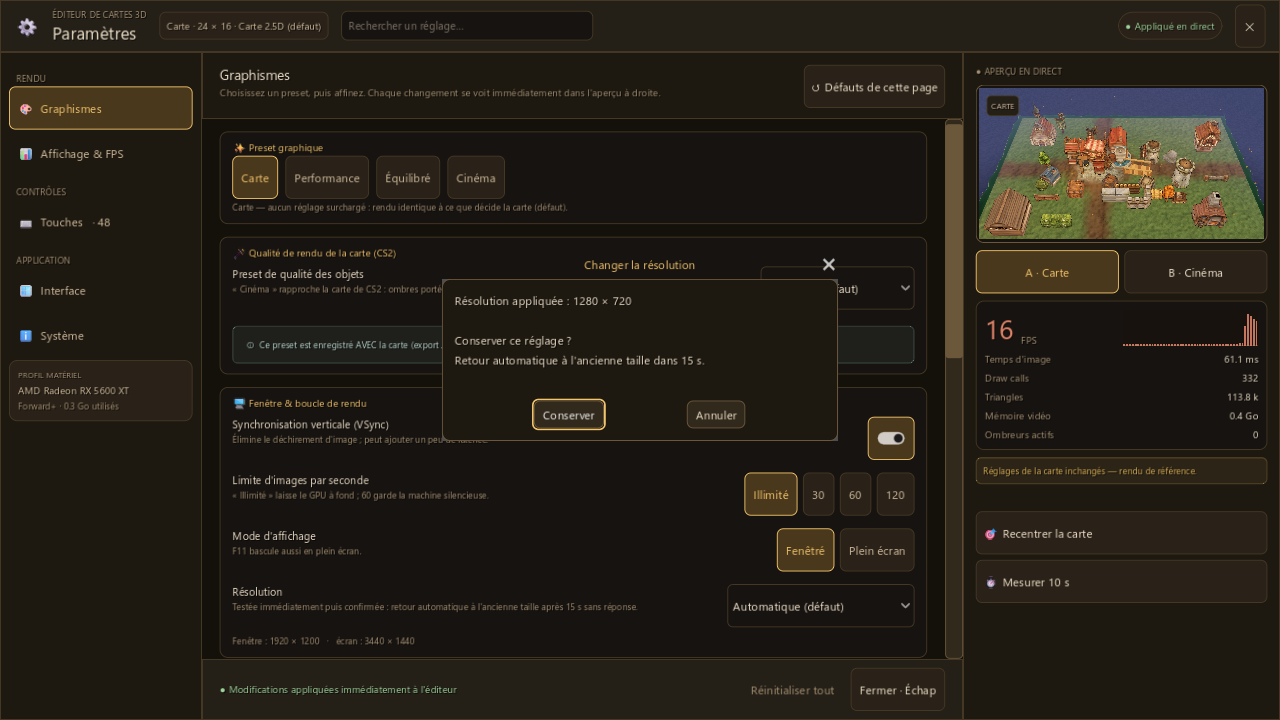 ÉDITEUR DE CARTES 3D
Paramètres
Carte · 24 × 16 · Carte 2.5D (défaut)
Rechercher un réglage...
● Appliqué en direct
RENDU
Graphismes
Affichage & FPS
CONTRÔLES
Touches · 48
APPLICATION
Interface
Système
PROFIL MATÉRIEL
AMD Radeon RX 5600 XT
Forward+ · 0.3 Go utilisés
Graphismes
Choisissez un preset, puis affinez. Chaque changement se voit immédiatement dans l'aperçu à droite.
↺ Défauts de cette page
Preset graphique
Carte
Performance
Équilibré
Cinéma
Carte — aucun réglage surchargé : rendu identique à ce que décide la carte (défaut).
Qualité de rendu de la carte (CS2)
Preset de qualité des objets
« Cinéma » rapproche la carte de CS2 : ombres
aut)
Ce preset est enregistré AVEC la carte (export
Changer la résolution
Résolution appliquée : 1280 × 720
Conserver ce réglage ?
Retour automatique à l'ancienne taille dans 15 s.
Conserver
Annuler
Fenêtre & boucle de rendu
Synchronisation verticale (VSync)
Élimine le déchirement d'image ; peut ajouter un peu de latence.
Limite d'images par seconde
« Illimité » laisse le GPU à fond ; 60 garde la machine silencieuse.
Illimité
30
60
120
Mode d'affichage
F11 bascule aussi en plein écran.
Fenêtré
Plein écran
Résolution
Testée immédiatement puis confirmée : retour automatique à l'ancienne taille après 15 s sans réponse.
Automatique (défaut)
Fenêtre : 1920 × 1200 · écran : 3440 × 1440
● Modifications appliquées immédiatement à l'éditeur
Réinitialiser tout
Fermer · Échap
● APERÇU EN DIRECT
CARTE
A · Carte
B · Cinéma
16 FPS
Temps d'image 61.1 ms
Draw calls 332
Triangles 113.8 k
Mémoire vidéo 0.4 Go
Ombreurs actifs 0
Réglages de la carte inchangés — rendu de référence.
Recentrer la carte
Mesurer 10 s